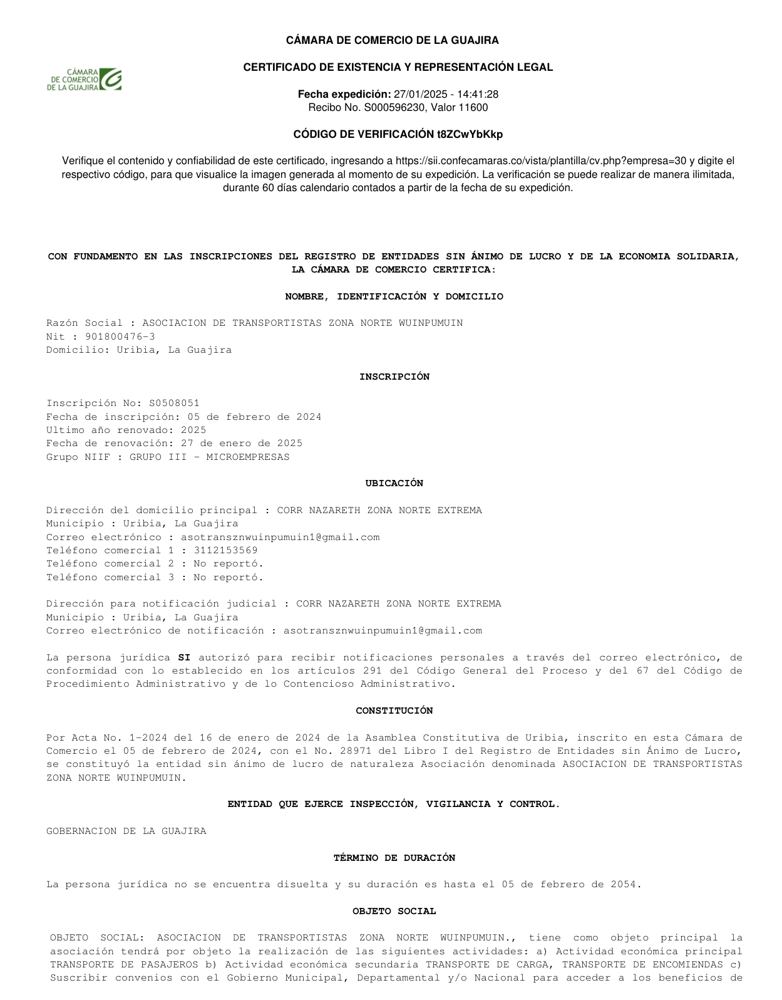 CÁMARA DE COMERCIO DE LA GUAJIRA
CERTIFICADO DE EXISTENCIA Y REPRESENTACIÓN LEGAL
CÁMARA
DE COMERCIO
DE LA GUAJIRA
Fecha expedición: 27/01/2025 - 14:41:28
Recibo No. S000596230, Valor 11600
CÓDIGO DE VERIFICACIÓN t8ZCwYbKkp
Verifique el contenido y confiabilidad de este certificado, ingresando a https://sii.confecamaras.co/vista/plantilla/cv.php?empresa=30 y digite el
respectivo código, para que visualice la imagen generada al momento de su expedición. La verificación se puede realizar de manera ilimitada,
durante 60 días calendario contados a partir de la fecha de su expedición.
CON FUNDAMENTO EN LAS INSCRIPCIONES DEL REGISTRO DE ENTIDADES SIN ÁNIMO DE LUCRO Y DE LA ECONOMIA SOLIDARIA,
LA CÁMARA DE COMERCIO CERTIFICA:
NOMBRE, IDENTIFICACIÓN Y DOMICILIO
Razón Social : ASOCIACION DE TRANSPORTISTAS ZONA NORTE WUINPUMUIN
Nit : 901800476-3
Domicilio: Uribia, La Guajira
INSCRIPCIÓN
Inscripción No: S0508051
Fecha de inscripción: 05 de febrero de 2024
Ultimo año renovado: 2025
Fecha de renovación: 27 de enero de 2025
Grupo NIIF : GRUPO III - MICROEMPRESAS
UBICACIÓN
Dirección del domicilio principal : CORR NAZARETH ZONA NORTE EXTREMA
Municipio : Uribia, La Guajira
Correo electrónico : asotransznwuinpumuin1@gmail.com
Teléfono comercial 1 : 3112153569
Teléfono comercial 2 : No reportó.
Teléfono comercial 3 : No reportó.
Dirección para notificación judicial : CORR NAZARETH ZONA NORTE EXTREMA
Municipio : Uribia, La Guajira
Correo electrónico de notificación : asotransznwuinpumuin1@gmail.com
La persona jurídica SI autorizó para recibir notificaciones personales a través del correo electrónico, de
conformidad con lo establecido en los artículos 291 del Código General del Proceso y del 67 del Código de
Procedimiento Administrativo y de lo Contencioso Administrativo.
CONSTITUCIÓN
Por Acta No. 1-2024 del 16 de enero de 2024 de la Asamblea Constitutiva de Uribia, inscrito en esta Cámara de
Comercio el 05 de febrero de 2024, con el No. 28971 del Libro I del Registro de Entidades sin Ánimo de Lucro,
se constituyó la entidad sin ánimo de lucro de naturaleza Asociación denominada ASOCIACION DE TRANSPORTISTAS
ZONA NORTE WUINPUMUIN.
ENTIDAD QUE EJERCE INSPECCIÓN, VIGILANCIA Y CONTROL.
GOBERNACION DE LA GUAJIRA
TÉRMINO DE DURACIÓN
La persona jurídica no se encuentra disuelta y su duración es hasta el 05 de febrero de 2054.
OBJETO SOCIAL
OBJETO SOCIAL: ASOCIACION DE TRANSPORTISTAS ZONA NORTE WUINPUMUIN., tiene como objeto principal la
asociación tendrá por objeto la realización de las siguientes actividades: a) Actividad económica principal
TRANSPORTE DE PASAJEROS b) Actividad económica secundaria TRANSPORTE DE CARGA, TRANSPORTE DE ENCOMIENDAS c)
Suscribir convenios con el Gobierno Municipal, Departamental y/o Nacional para acceder a los beneficios de